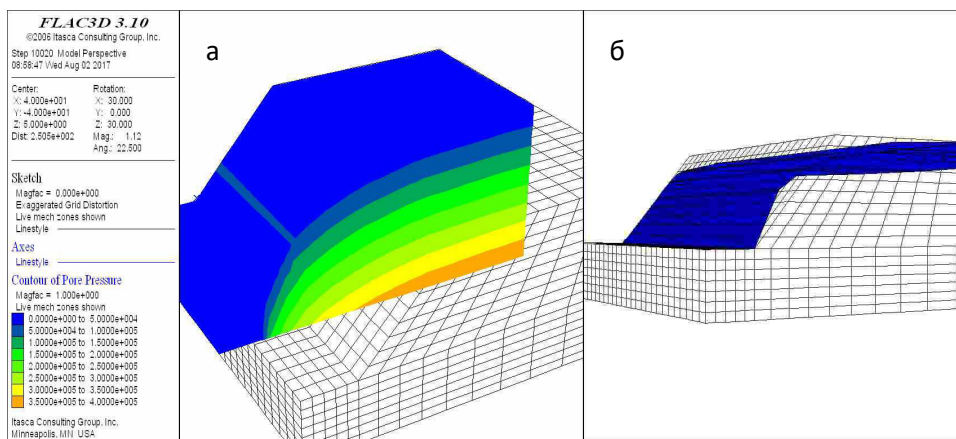 FLAC3D 3.10
©2006 Itasca Consulting Group, Inc.
Step 10020 Model Perspective
08:58:47 Wed Aug 02 2017
Center: Rotation:
X: 4.000e+001 X: 30.000
Y: -4.000e+001 Y: 0.000
Z: 5.000e+000 Z: 30.000
Dist: 2.505e+002 Mag.: 1.12
Ang.: 22.500
Sketch
Magfac = 0.000e+000
Exaggerated Grid Distortion
Live mech zones shown
Linestyle
Axes
Linestyle
Contour of Pore Pressure
Magfac = 1.000e+000
Live mech zones shown
0.0000e+000 to 5.0000e+004
5.0000e+004 to 1.0000e+005
1.0000e+005 to 1.5000e+005
1.5000e+005 to 2.0000e+005
2.0000e+005 to 2.5000e+005
2.5000e+005 to 3.0000e+005
3.0000e+005 to 3.5000e+005
3.5000e+005 to 4.0000e+005
Itasca Consulting Group, Inc.
Minneapolis, MN USA
а
б